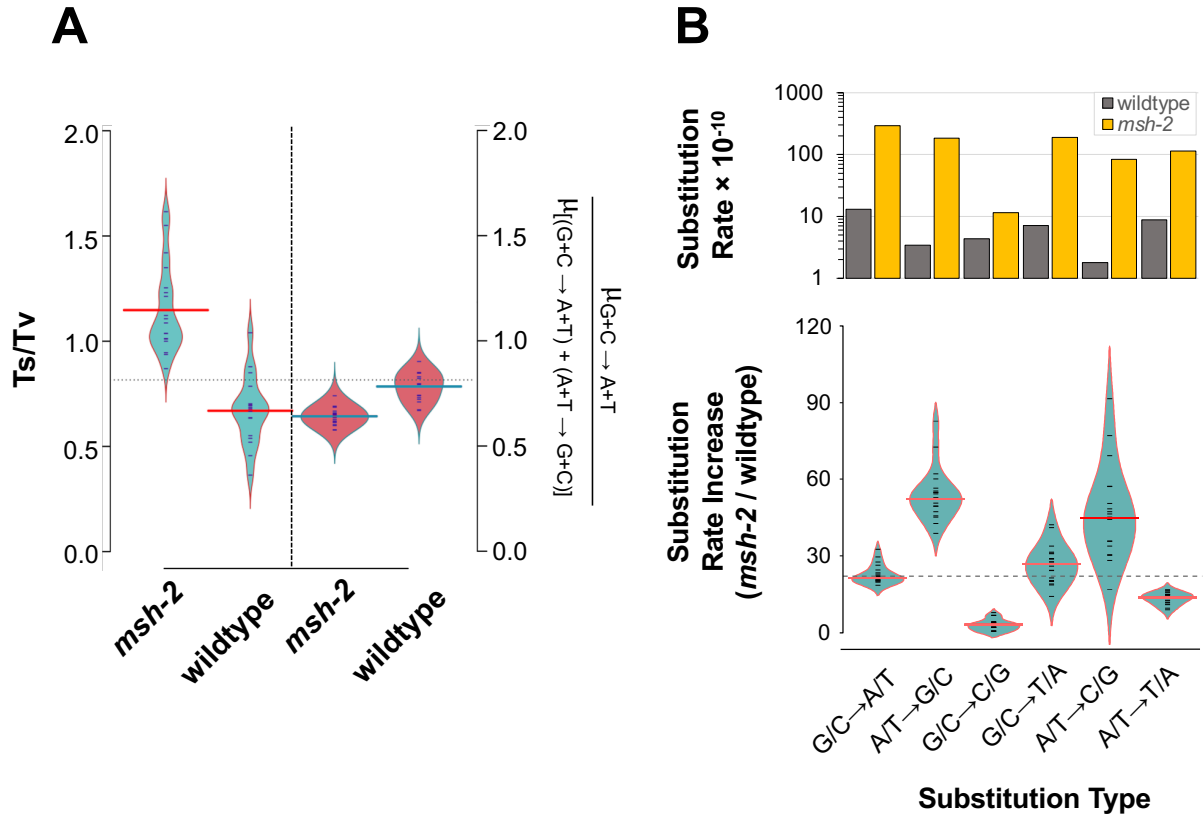 A
2.0
1.5
1.0
0.5
0.0
Ts/Tv
2.0
1.5
1.0
0.5
0.0
μG+C → A+T
μ[(G+C → A+T) + (A+T → G+C)]
msh-2
wildtype
msh-2
wildtype
B
Substitution
Rate × 10⁻¹⁰
1000
100
10
1
wildtype
msh-2
Substitution
Rate Increase
(msh-2 / wildtype)
120
90
60
30
0
G/C→A/T
A/T→G/C
G/C→C/G
G/C→T/A
A/T→C/G
A/T→T/A
Substitution Type